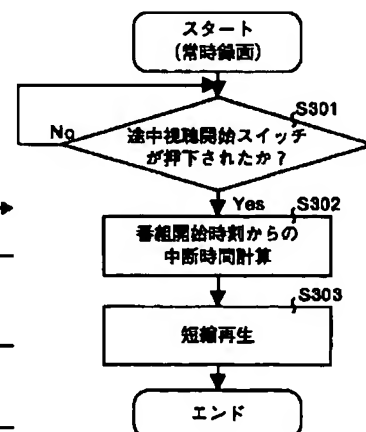 スタート
(常時録画)
S301
No
途中視聴開始スイッチ
が押下されたか？
Yes
S302
番組開始時刻からの
中断時間計算
S303
短縮再生
エンド